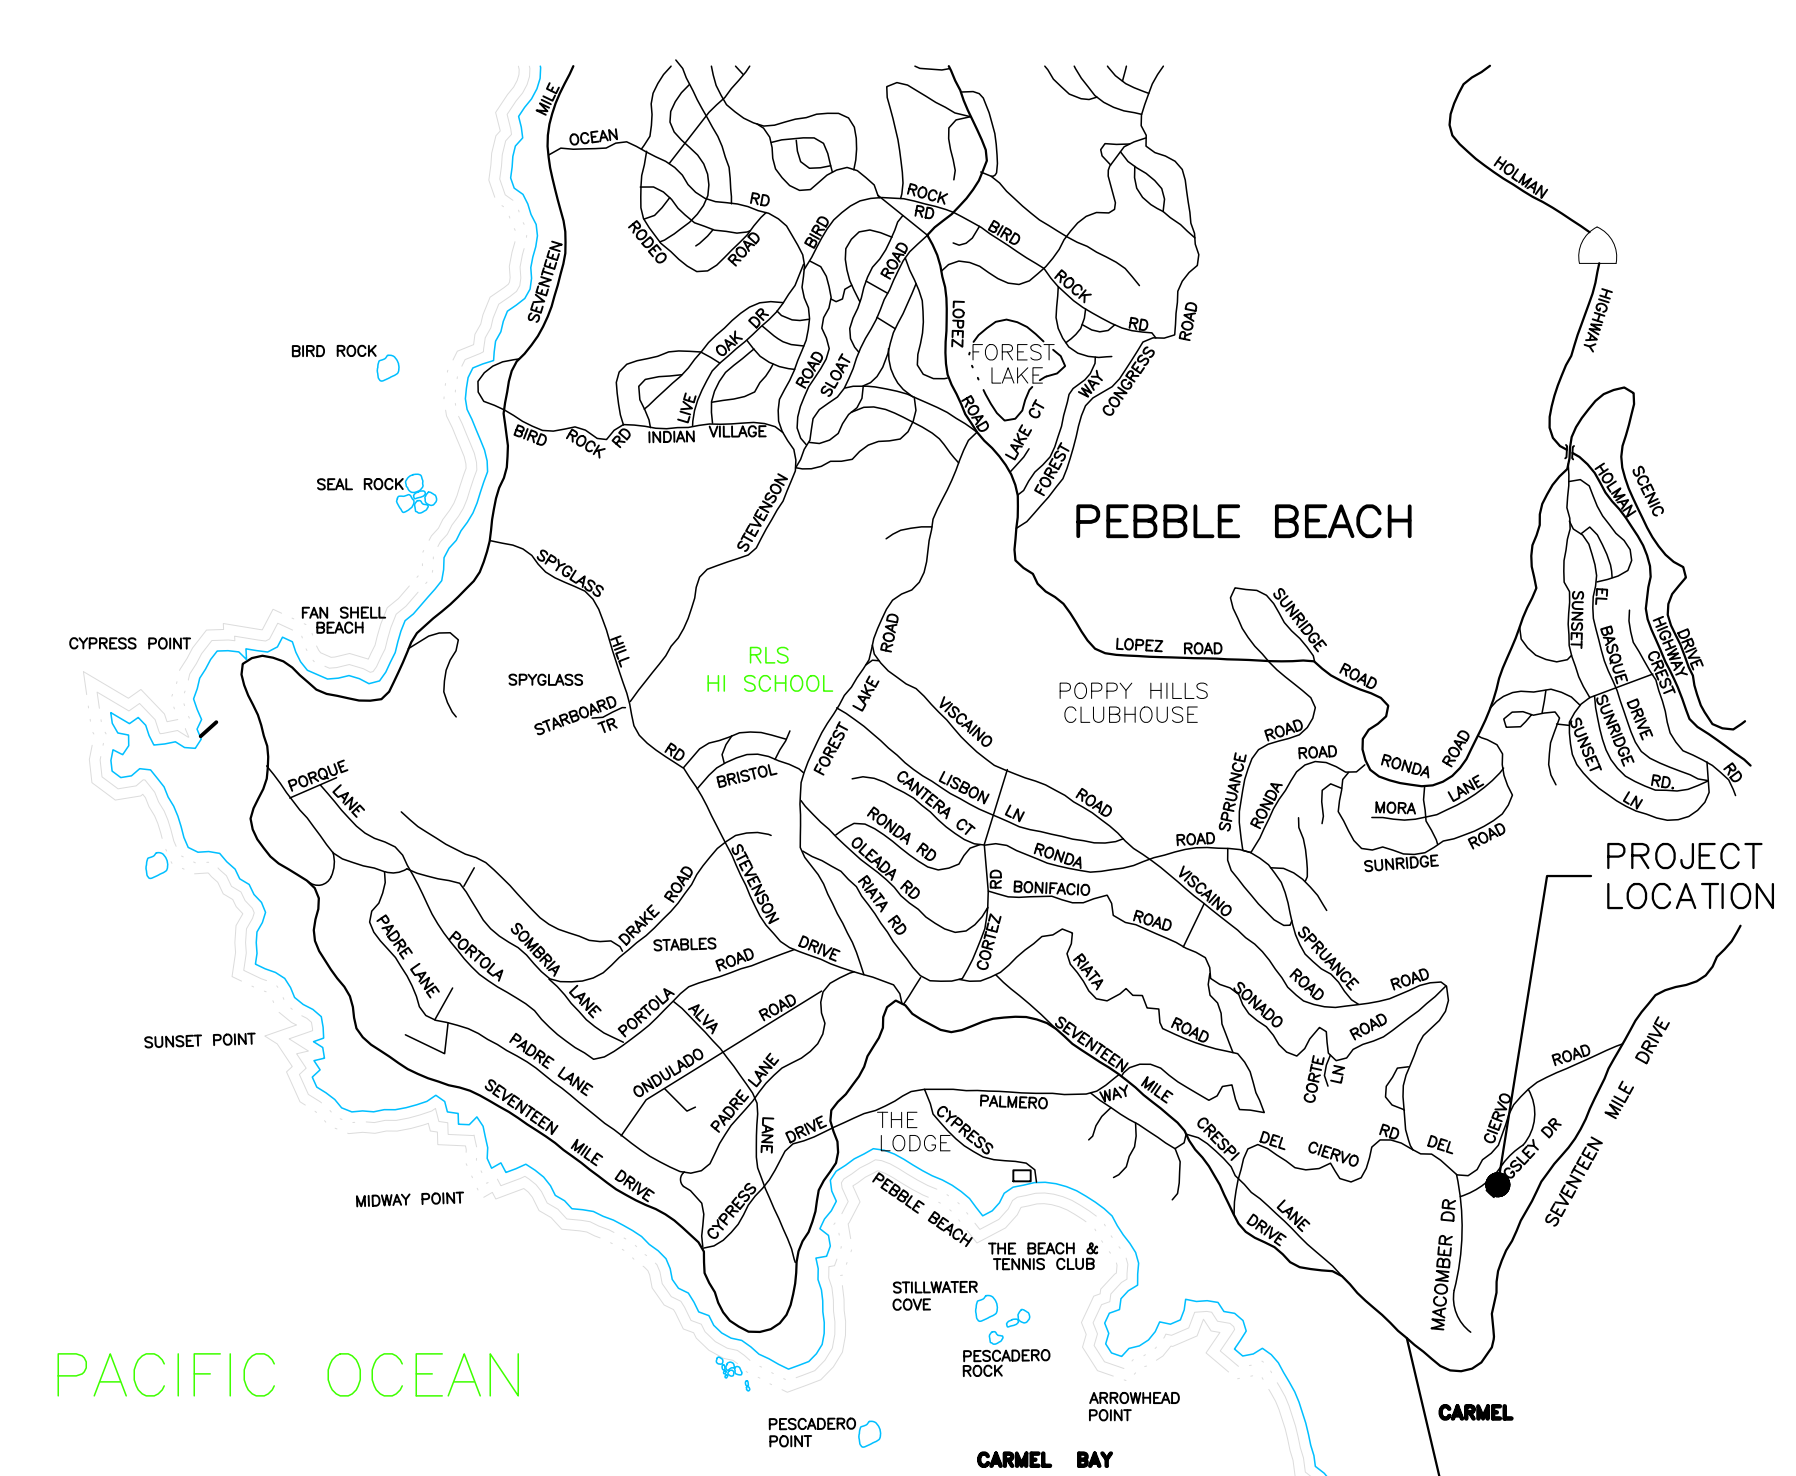 MILE
OCEAN
RD
ROCK
RD
BIRD
HOLMAN
RODEO
ROAD
BIRD
ROAD
SEVENTEEN
ROCK
HIGHWAY
BIRD ROCK
OAK DR
LOPEZ
RD
ROAD
FOREST
LAKE
ROAD
SLOAT
WAY
CONGRESS
LIVE
ROAD
LAKE CT
BIRD
ROCK
RD
INDIAN
VILLAGE
SEAL ROCK
STEVENSON
FOREST
PEBBLE BEACH
HOLMAN
SCENIC
SPYGLASS
FAN SHELL
BEACH
CYPRESS POINT
HILL
ROAD
SUNRIDGE
SUNSET
EL
BASQUE
HIGHWAY
DRIVE
CREST
LOPEZ ROAD
RLS
HI SCHOOL
SPYGLASS
STARBOARD
TR
LAKE
VISCAINO
POPPY HILLS
CLUBHOUSE
ROAD
DRIVE
SUNRIDGE
SUNSET
RD
FOREST
ROAD
ROAD
RONDA
ROAD
RD
PORQUE
LANE
BRISTOL
LISBON
LN
CANTERA CT
ROAD
SPRUANCE
RONDA
MORA
LANE
RD.
LN
RONDA RD
OLEADA RD
RONDA
ROAD
SUNRIDGE
ROAD
PROJECT
LOCATION
STEVENSON
DRAKE ROAD
RIATA RD
RD
BONIFACIO
ROAD
VISCAINO
PADRE LANE
PORTOLA
SOMBRIA
LANE
STABLES
ROAD
DRIVE
CORTEZ
RIATA
SPRUANCE
ROAD
ROAD
SONADO
ROAD
PORTOLA
ALVA
ROAD
SUNSET POINT
PADRE LANE
ONDULADO
PADRE LANE
SEVENTEEN
MILE
ROAD
CORTE
LN
ROAD
SEVENTEEN
MILE
DRIVE
LANE
DRIVE
THE
LODGE
CYPRESS
PALMERO
WAY
CRESPI
DEL
CIERVO
RD
DEL
CIERVO
GSLEY DR
SEVENTEEN MILE DRIVE
MIDWAY POINT
CYPRESS
PEBBLE BEACH
LANE
DRIVE
MACOMBER DR
THE BEACH &
TENNIS CLUB
STILLWATER
COVE
PESCADERO
ROCK
PACIFIC OCEAN
ARROWHEAD
POINT
CARMEL
PESCADERO
POINT
CARMEL BAY